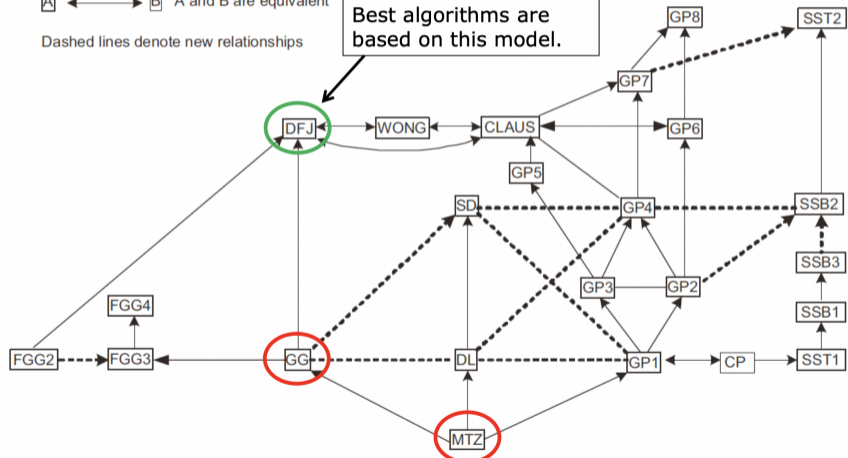 A B A and B are equivalent
Dashed lines denote new relationships
Best algorithms are
based on this model.
GP8 SST2
GP7
DFJ WONG CLAUS GP6
GP5
SD GP4 SSB2
SSB3
GP3 GP2
FGG4 SSB1
FGG2 FGG3 GG DL GP1 CP SST1
MTZ